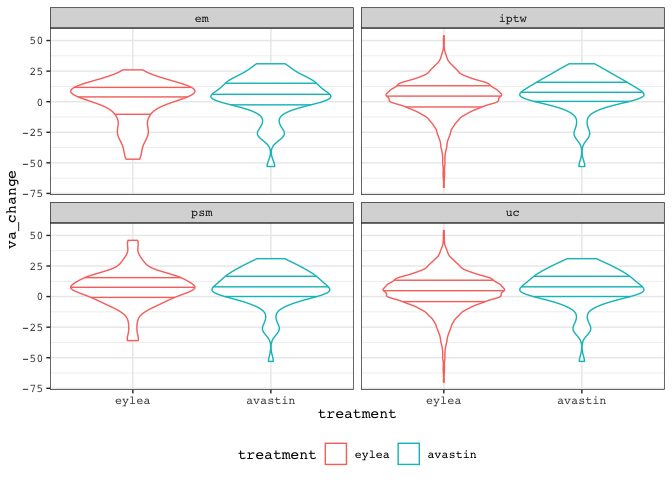 em
iptw
50
25
0
−25
−50
−75
psm
uc
50
25
0
−25
−50
−75
va_change
eylea
avastin
eylea
avastin
treatment
treatment eylea avastin